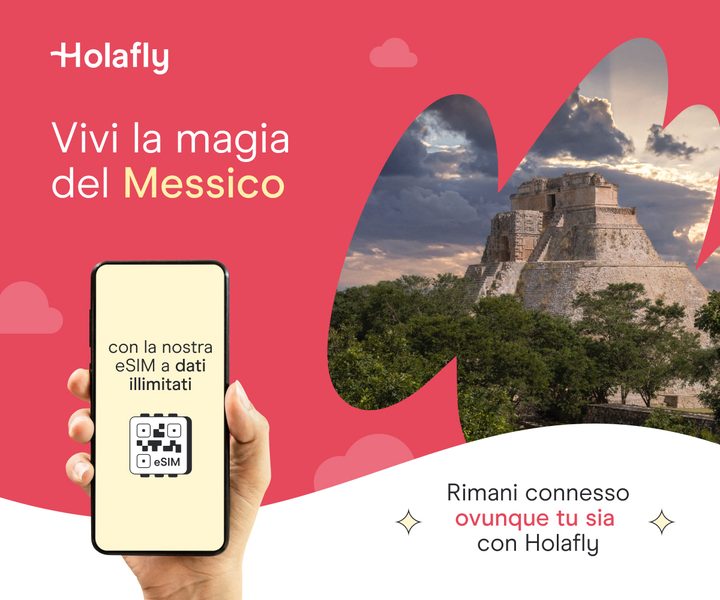 Holafly
Vivi la magia
del Messico
con la nostra
eSIM a dati
illimitati
eSIM
Rimani connesso
ovunque tu sia
con Holafly